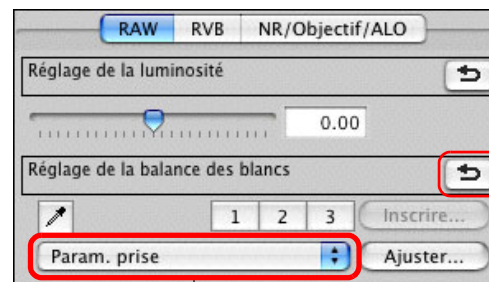 RAW RVB NR/Objectif/ALO
Réglage de la luminosité
0.00
Réglage de la balance des blancs
1 2 3 Inscrire...
Param. prise Ajuster...